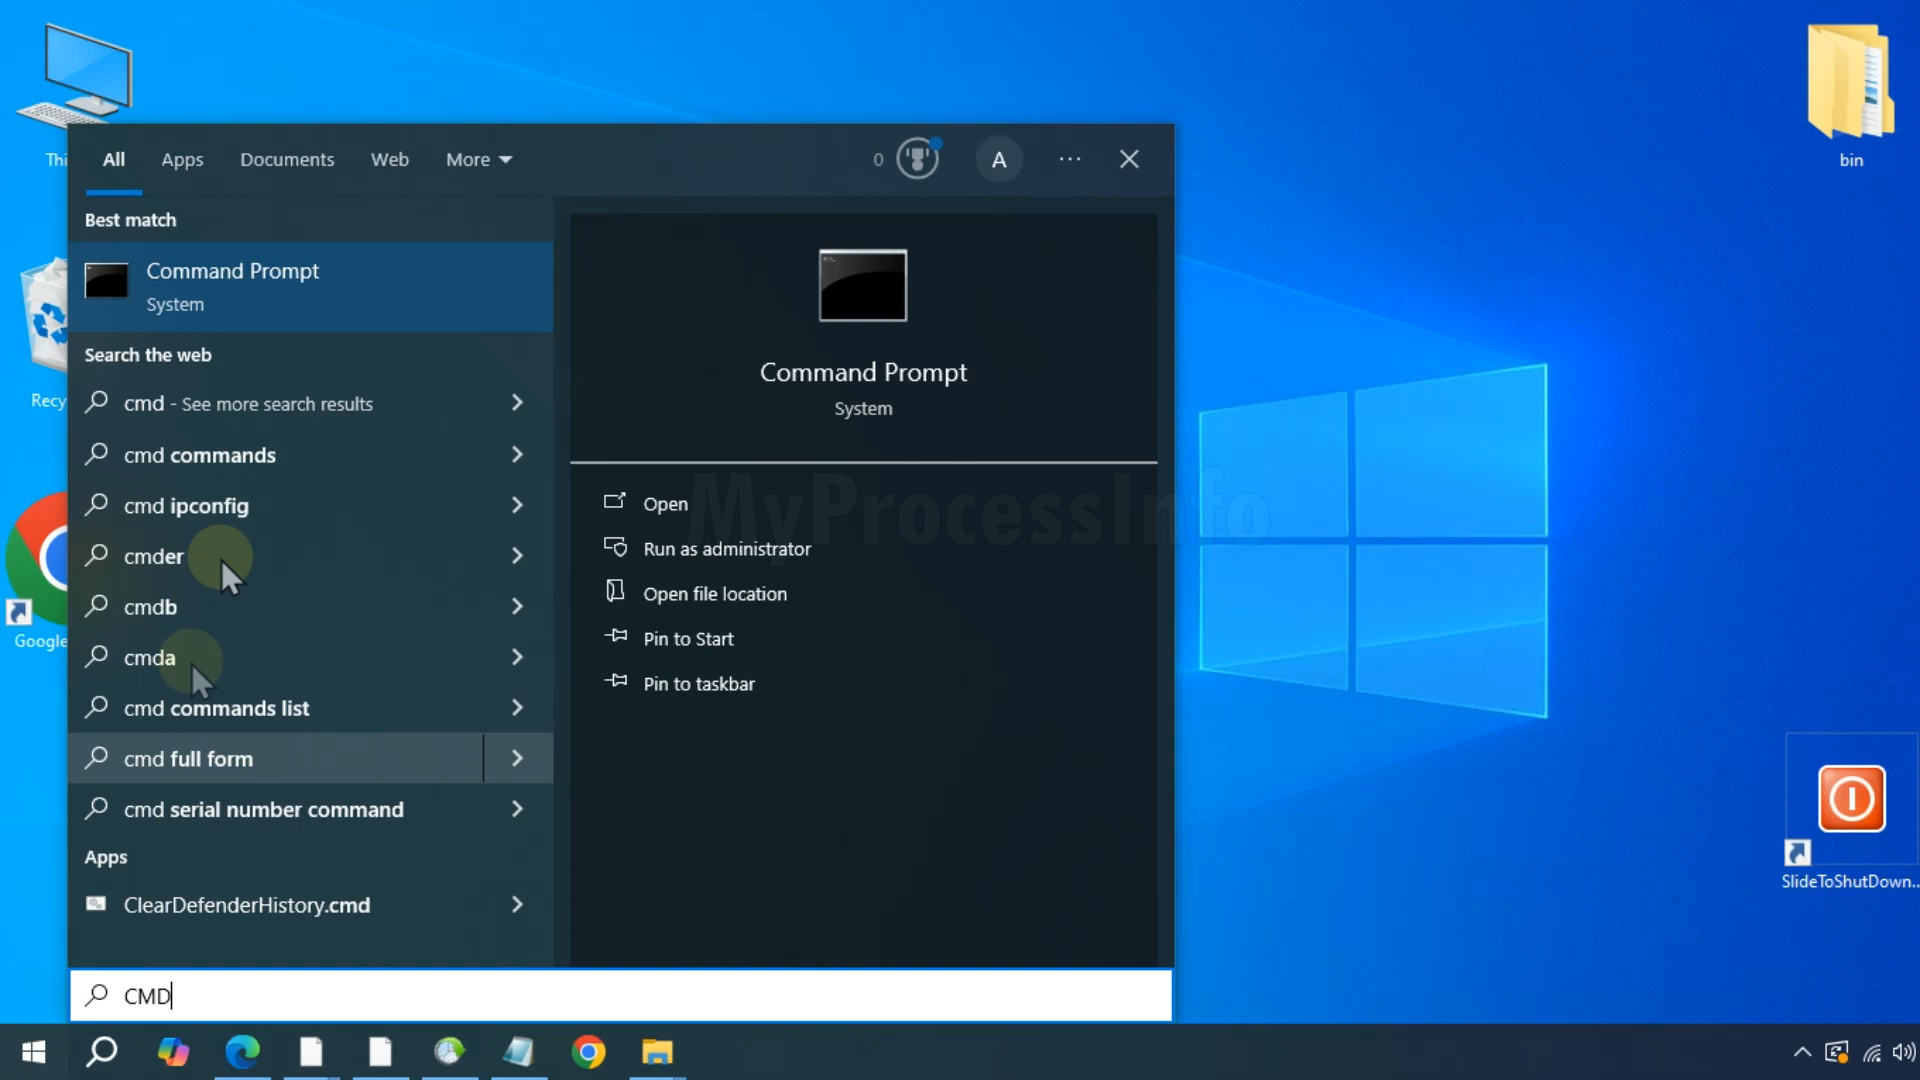 bin
Thi
All Apps Documents Web More 0 A
Best match
Command Prompt
System
Search the web
cmd - See more search results
cmd commands
cmd ipconfig
cmder
cmdb
cmda
cmd commands list
cmd full form
cmd serial number command
Apps
ClearDefenderHistory.cmd
Command Prompt
System
Open
Run as administrator
Open file location
Pin to Start
Pin to taskbar
MyProcessInfo
Recy
Google
SlideToShutDown...
CMD